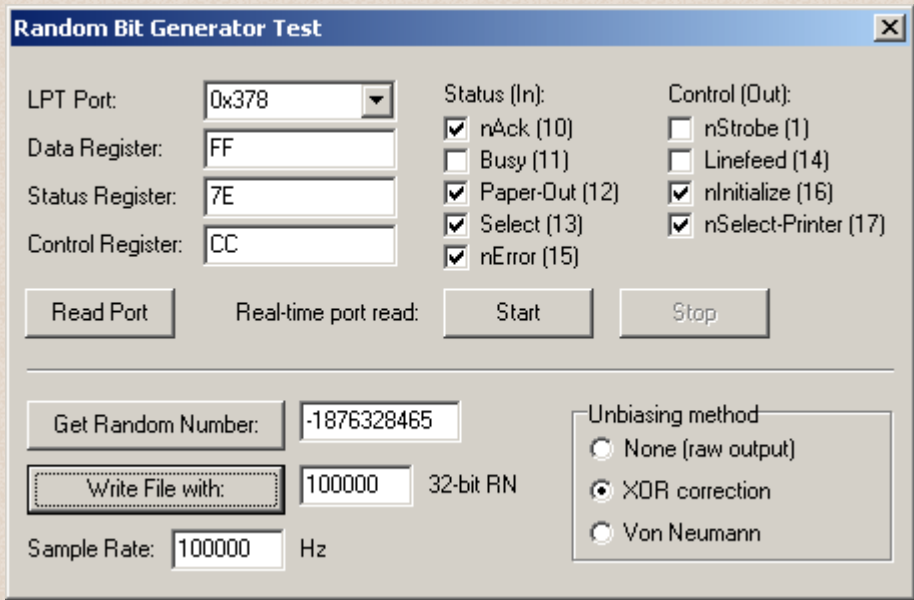 Random Bit Generator Test
LPT Port: 0x378
Data Register: FF
Status Register: 7E
Control Register: CC
Status (In):
nAck (10)
Busy (11)
Paper-Out (12)
Select (13)
nError (15)
Control (Out):
nStrobe (1)
Linefeed (14)
nInitialize (16)
nSelect-Printer (17)
Read Port
Real-time port read:
Start
Stop
Get Random Number: -1876328465
Write File with: 100000 32-bit RN
Sample Rate: 100000 Hz
Unbiasing method
None (raw output)
XOR correction
Von Neumann